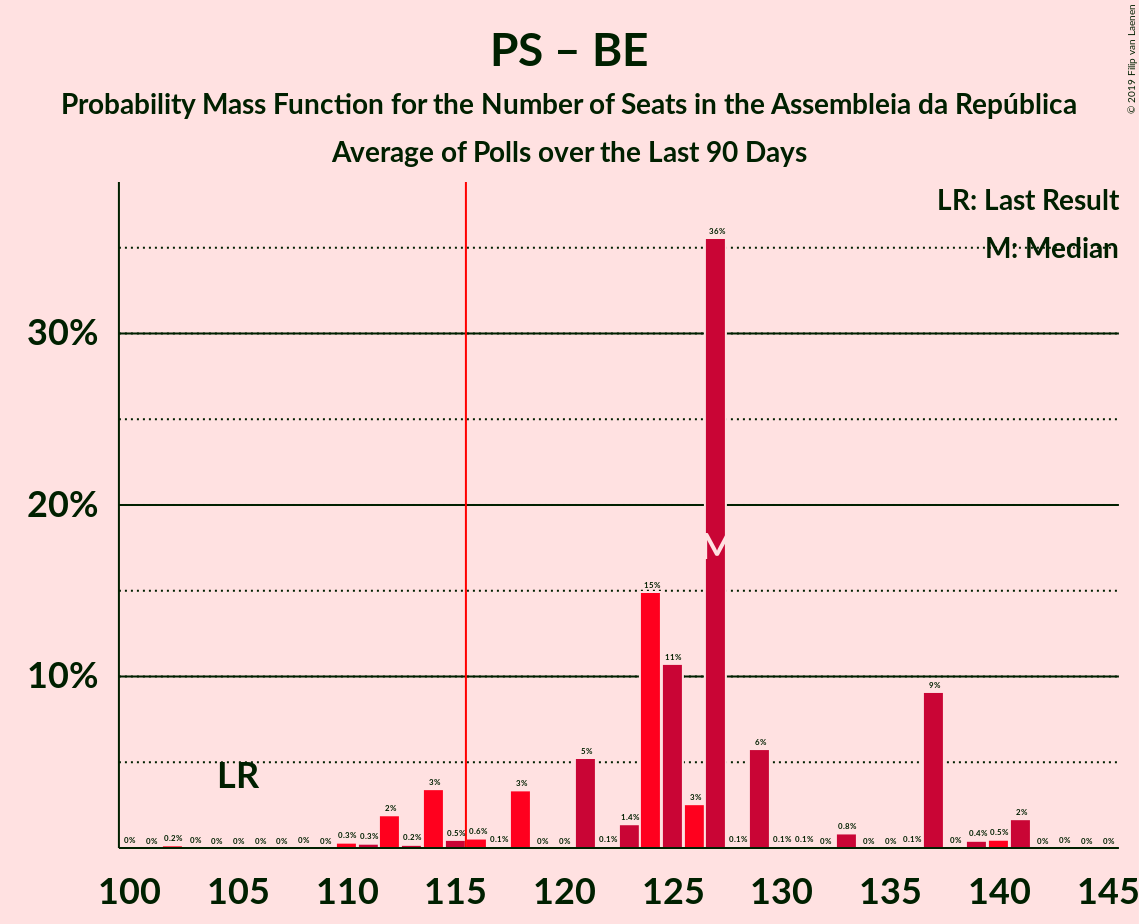 PS – BE
Probability Mass Function for the Number of Seats in the Assembleia da República
Average of Polls over the Last 90 Days
© 2019 Filip van Laenen
LR: Last Result
M: Median
30%
20%
10%
LR
M
0% 0% 0.2% 0% 0% 0% 0% 0% 0% 0% 0.3% 0.3% 2% 0.2% 3% 0.5% 0.6% 0.1% 3% 0% 0% 5% 0.1% 1.4% 15% 11% 3% 36% 0.1% 6% 0.1% 0.1% 0% 0.8% 0% 0% 0.1% 9% 0% 0.4% 0.5% 2% 0% 0% 0% 0%
100 105 110 115 120 125 130 135 140 145